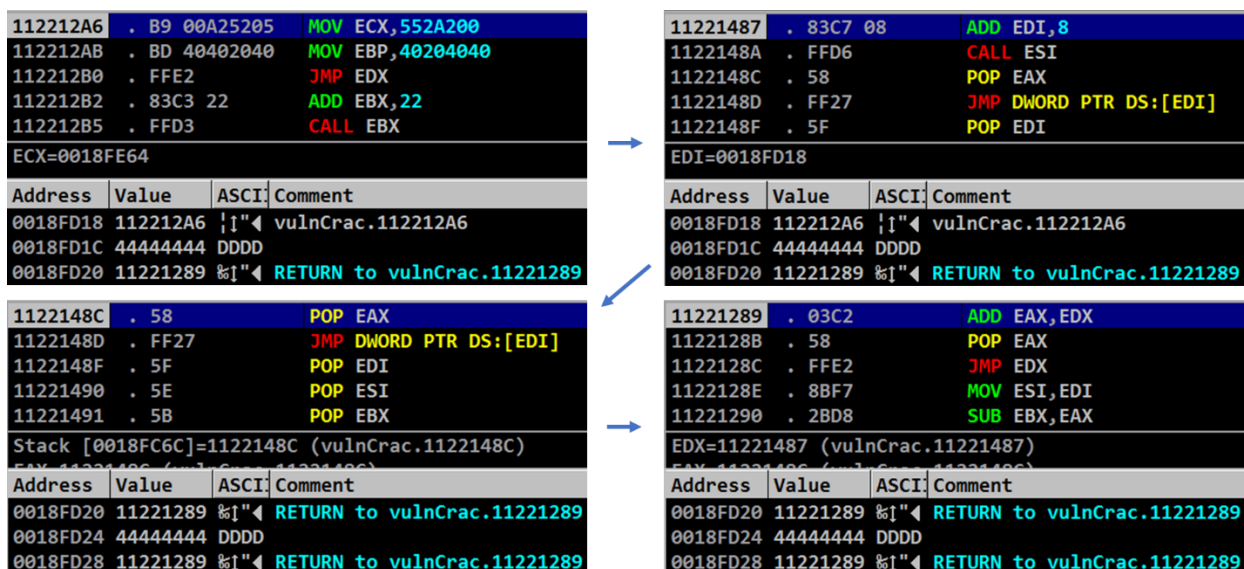 112212A6 . B9 00A25205 MOV ECX,552A200
112212AB . BD 40402040 MOV EBP,40204040
112212B0 . FFE2 JMP EDX
112212B2 . 83C3 22 ADD EBX,22
112212B5 . FFD3 CALL EBX
ECX=0018FE64
Address Value ASCII Comment
0018FD18 112212A6 ¦↨"◄ vulnCrac.112212A6
0018FD1C 44444444 DDDD
0018FD20 11221289 ‰↨"◄ RETURN to vulnCrac.11221289
11221487 . 83C7 08 ADD EDI,8
1122148A . FFD6 CALL ESI
1122148C . 58 POP EAX
1122148D . FF27 JMP DWORD PTR DS:[EDI]
1122148F . 5F POP EDI
EDI=0018FD18
Address Value ASCII Comment
0018FD18 112212A6 ¦↨"◄ vulnCrac.112212A6
0018FD1C 44444444 DDDD
0018FD20 11221289 ‰↨"◄ RETURN to vulnCrac.11221289
1122148C . 58 POP EAX
1122148D . FF27 JMP DWORD PTR DS:[EDI]
1122148F . 5F POP EDI
11221490 . 5E POP ESI
11221491 . 5B POP EBX
Stack [0018FC6C]=1122148C (vulnCrac.1122148C)
Address Value ASCII Comment
0018FD20 11221289 ‰↨"◄ RETURN to vulnCrac.11221289
0018FD24 44444444 DDDD
0018FD28 11221289 ‰↨"◄ RETURN to vulnCrac.11221289
11221289 . 03C2 ADD EAX,EDX
1122128B . 58 POP EAX
1122128C . FFE2 JMP EDX
1122128E . 8BF7 MOV ESI,EDI
11221290 . 2BD8 SUB EBX,EAX
EDX=11221487 (vulnCrac.11221487)
Address Value ASCII Comment
0018FD20 11221289 ‰↨"◄ RETURN to vulnCrac.11221289
0018FD24 44444444 DDDD
0018FD28 11221289 ‰↨"◄ RETURN to vulnCrac.11221289